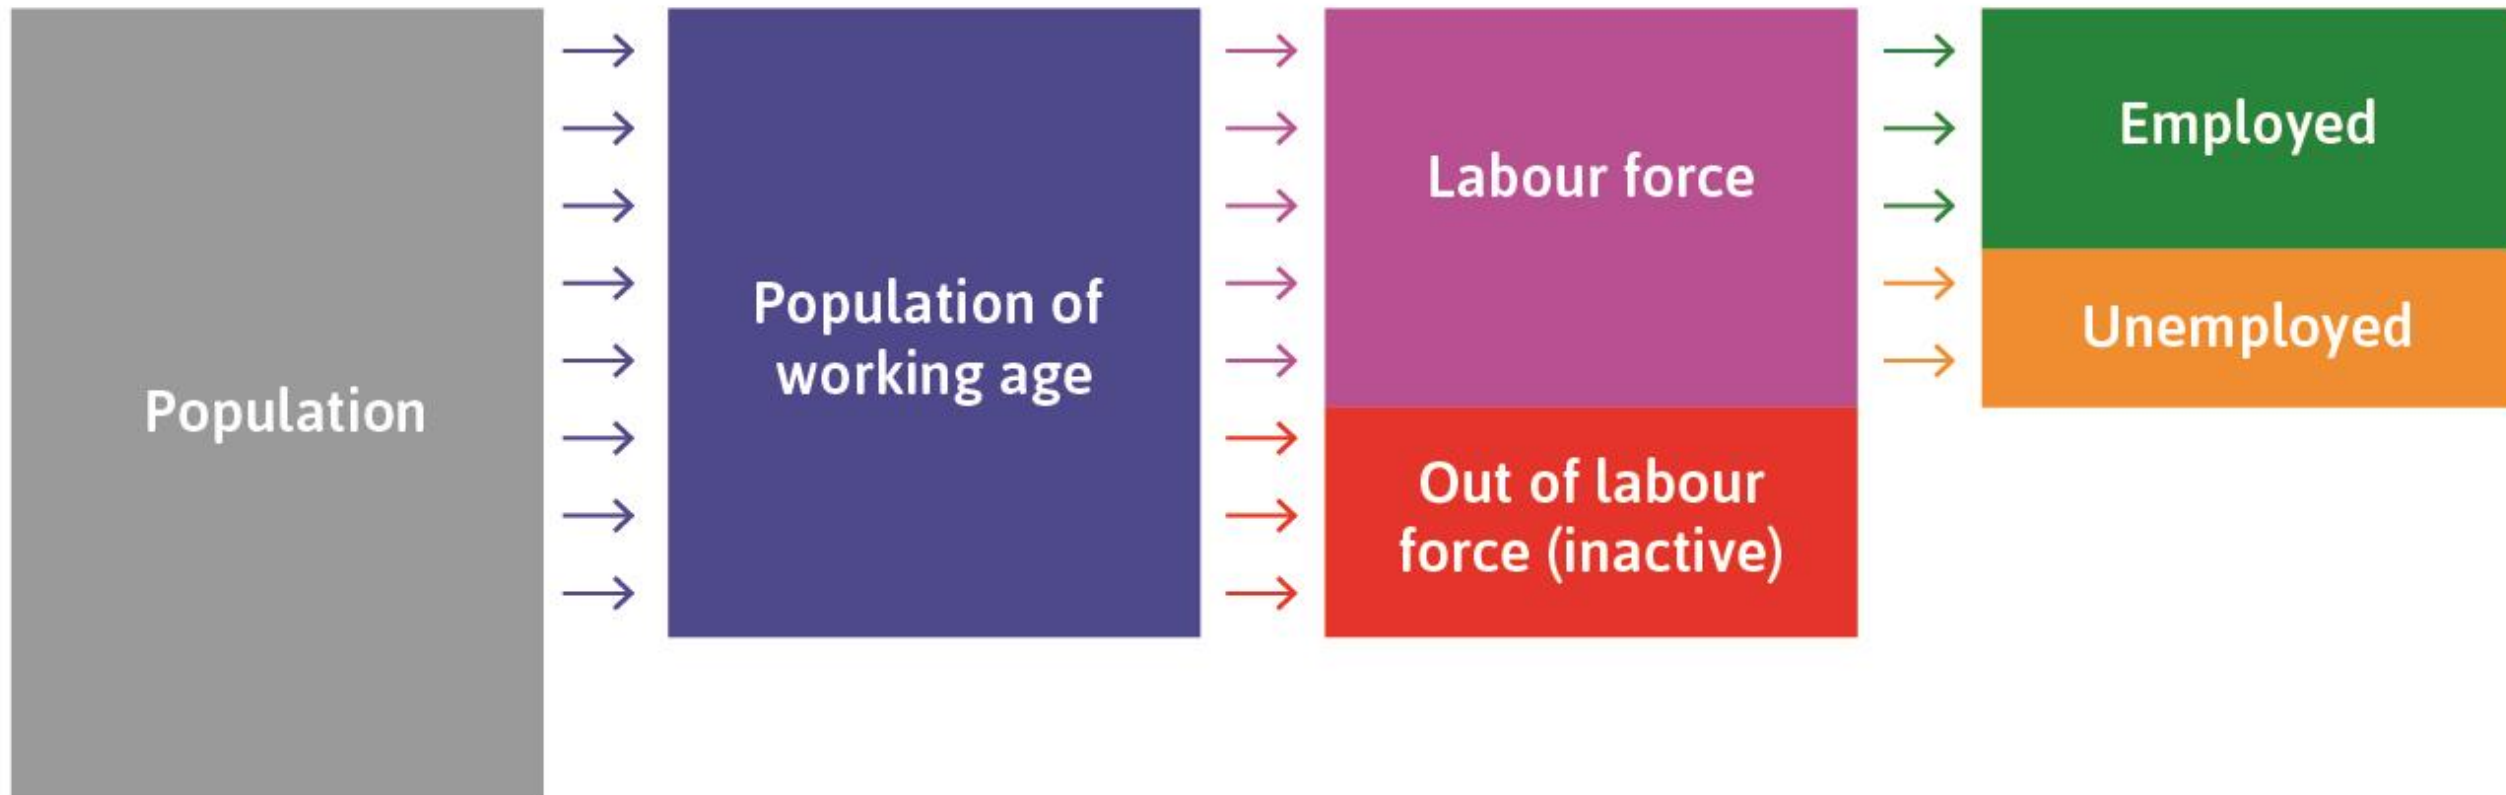 Population
Population of
working age
Labour force
Out of labour
force (inactive)
Employed
Unemployed